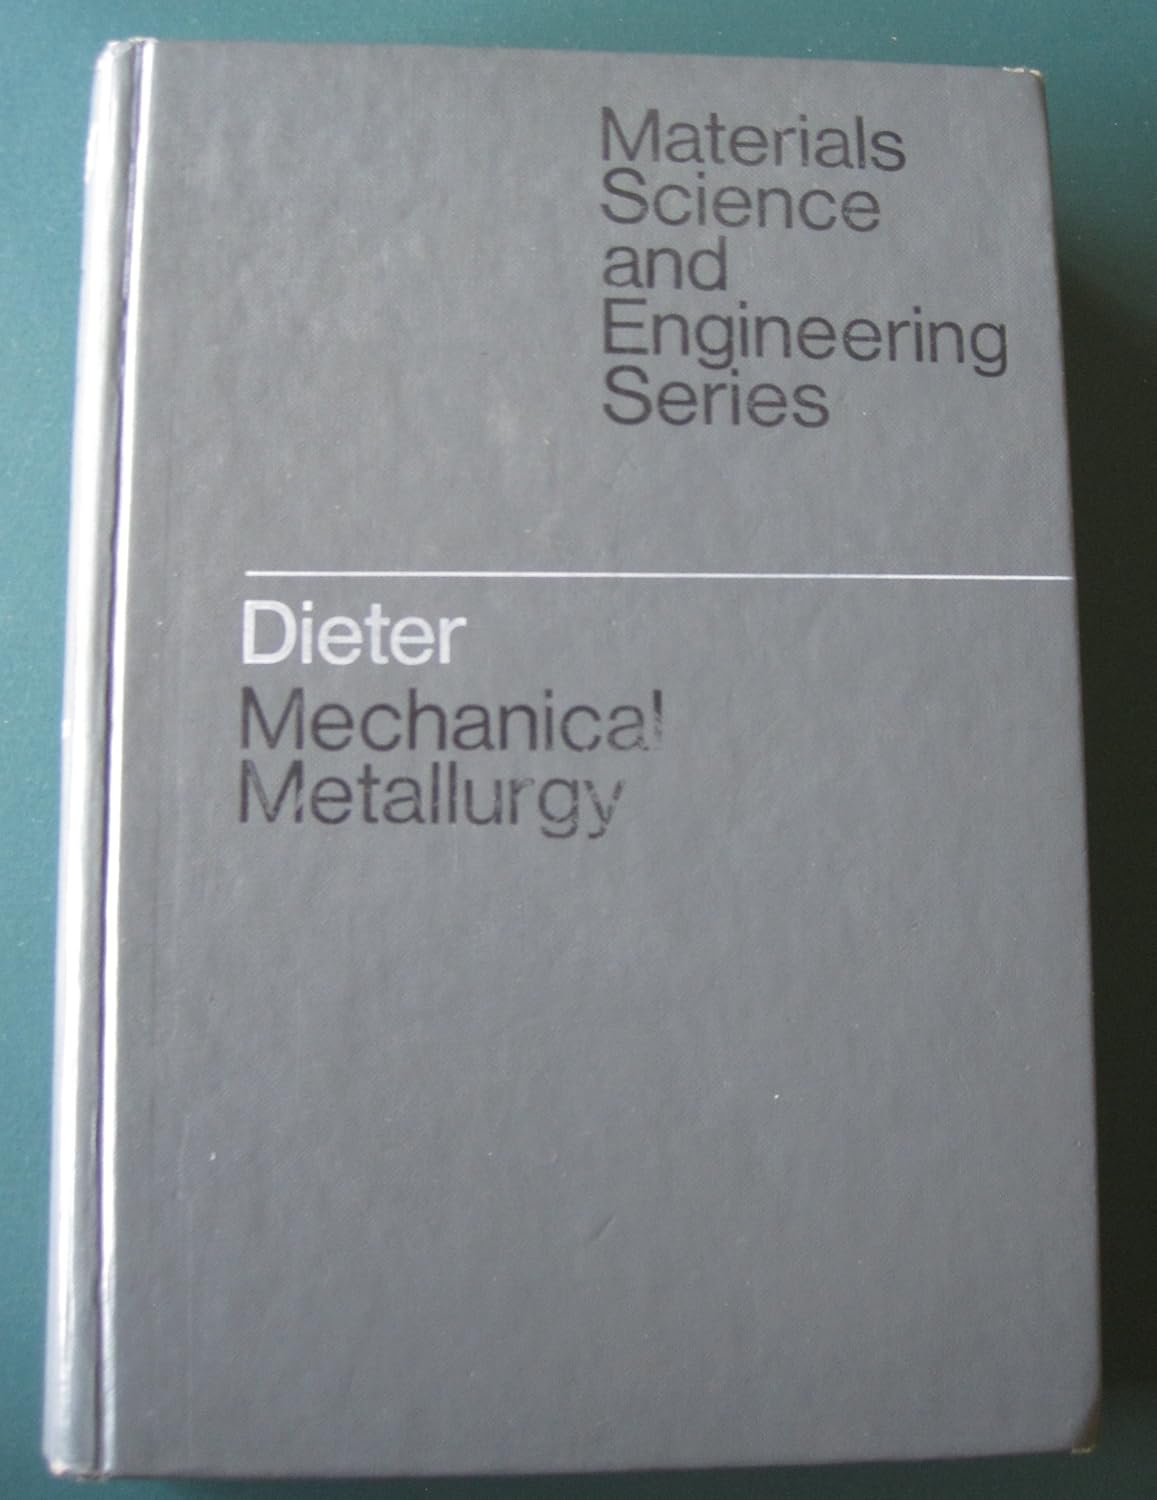 Materials
Science
and
Engineering
Series
Dieter
Mechanical
Metallurgy